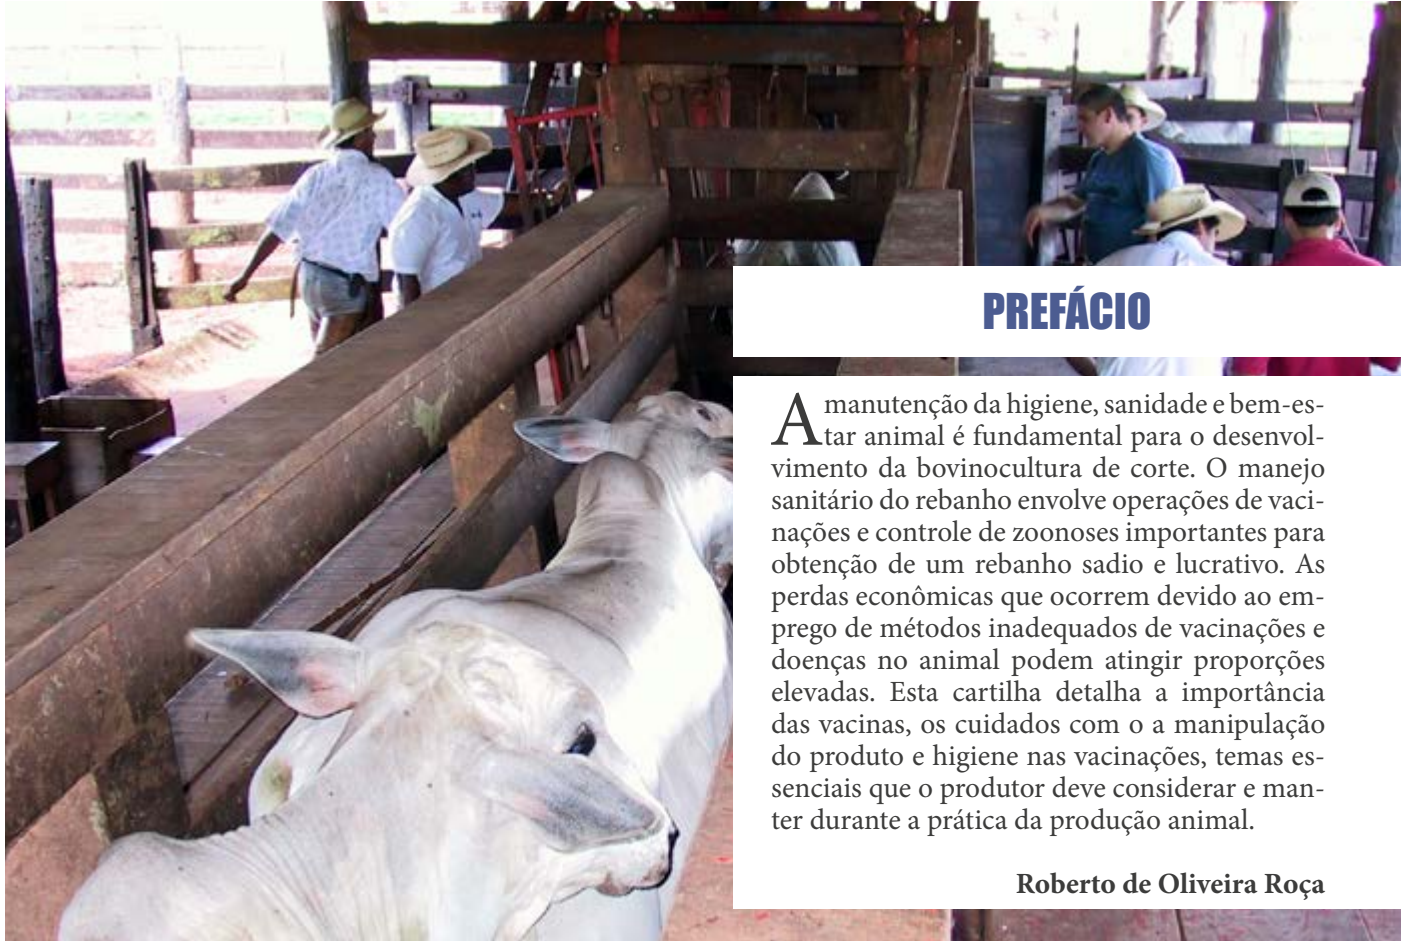 PREFÁCIO
A manutenção da higiene, sanidade e bem-es-
tar animal é fundamental para o desenvol-
vimento da bovinocultura de corte. O manejo
sanitário do rebanho envolve operações de vaci-
nações e controle de zoonoses importantes para
obtenção de um rebanho sadio e lucrativo. As
perdas econômicas que ocorrem devido ao em-
prego de métodos inadequados de vacinações e
doenças no animal podem atingir proporções
elevadas. Esta cartilha detalha a importância
das vacinas, os cuidados com o a manipulação
do produto e higiene nas vacinações, temas es-
senciais que o produtor deve considerar e man-
ter durante a prática da produção animal.
Roberto de Oliveira Roça